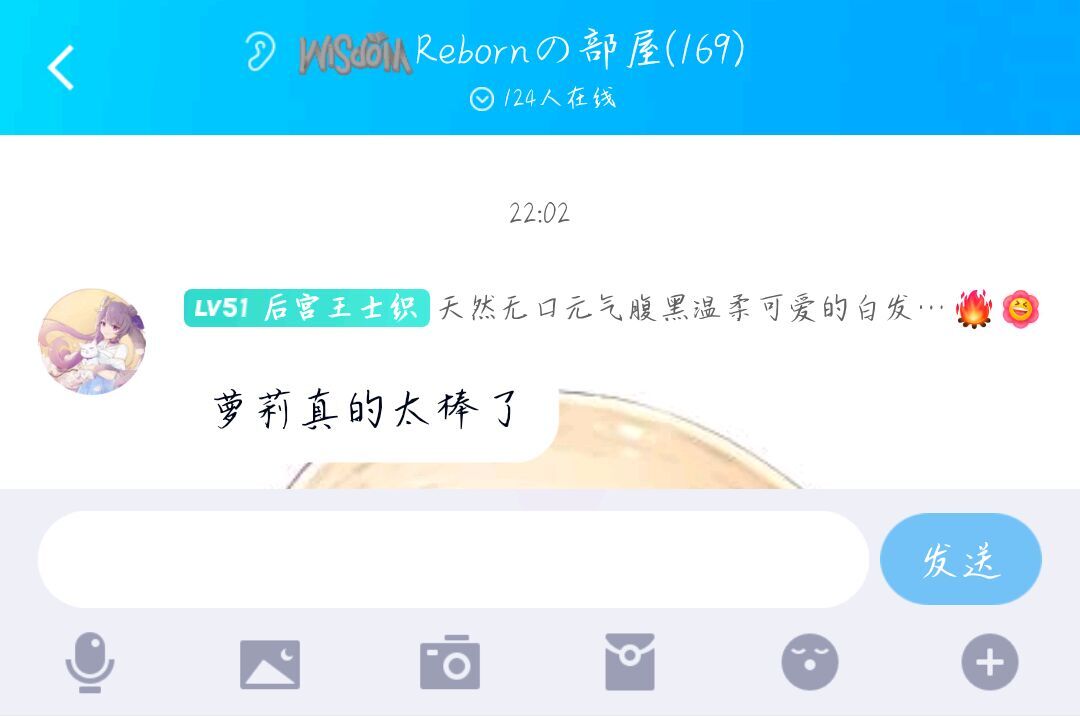 WISdOM Rebornの部屋(169)
124人在线
22:02
LV51 后宫王士织 天然无口元气腹黑温柔可爱的白发…
萝莉真的太棒了
发送